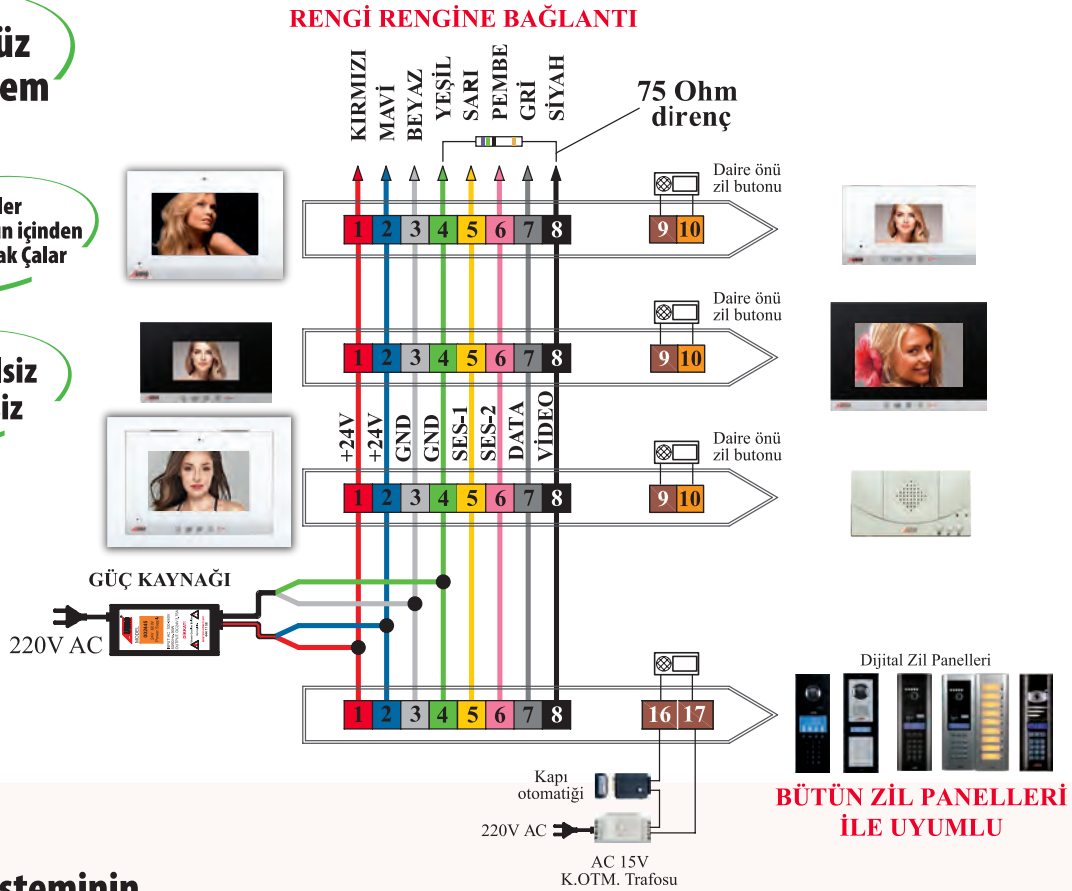 RENGİ RENGİNE BAĞLANTI
üz
em
KIRMIZI
MAVİ
BEYAZ
YEŞİL
SARI
PEMBE
GRİ
SİYAH
75 Ohm
direnç
ler
ın içinden
ak Çalar
Daire önü
zil butonu
1 2 3 4 5 6 7 8
9 10
Daire önü
zil butonu
1 2 3 4 5 6 7 8
9 10
lsiz
iz
+24V
+24V
GND
GND
SES-1
SES-2
DATA
VİDEO
Daire önü
zil butonu
1 2 3 4 5 6 7 8
9 10
GÜÇ KAYNAĞI
220V AC
1 2 3 4 5 6 7 8
16 17
Dijital Zil Panelleri
Kapı
otomatiği
220V AC
AC 15V
K.OTM. Trafosu
BÜTÜN ZİL PANELLERİ
İLE UYUMLU
steminin